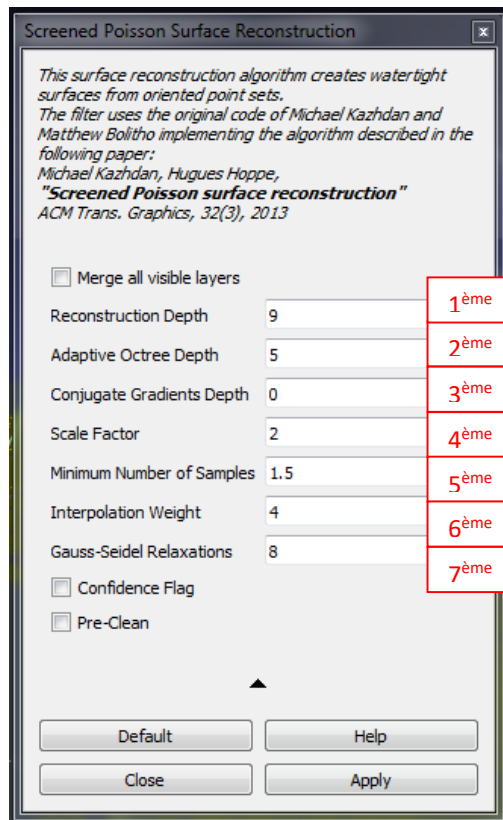 Screened Poisson Surface Reconstruction
This surface reconstruction algorithm creates watertight
surfaces from oriented point sets.
The filter uses the original code of Michael Kazhdan and
Matthew Bolitho implementing the algorithm described in the
following paper:
Michael Kazhdan, Hugues Hoppe,
"Screened Poisson surface reconstruction"
ACM Trans. Graphics, 32(3), 2013
Merge all visible layers
Reconstruction Depth 9 1ème
Adaptive Octree Depth 5 2ème
Conjugate Gradients Depth 0 3ème
Scale Factor 2 4ème
Minimum Number of Samples 1.5 5ème
Interpolation Weight 4 6ème
Gauss-Seidel Relaxations 8 7ème
Confidence Flag
Pre-Clean
Default Help
Close Apply